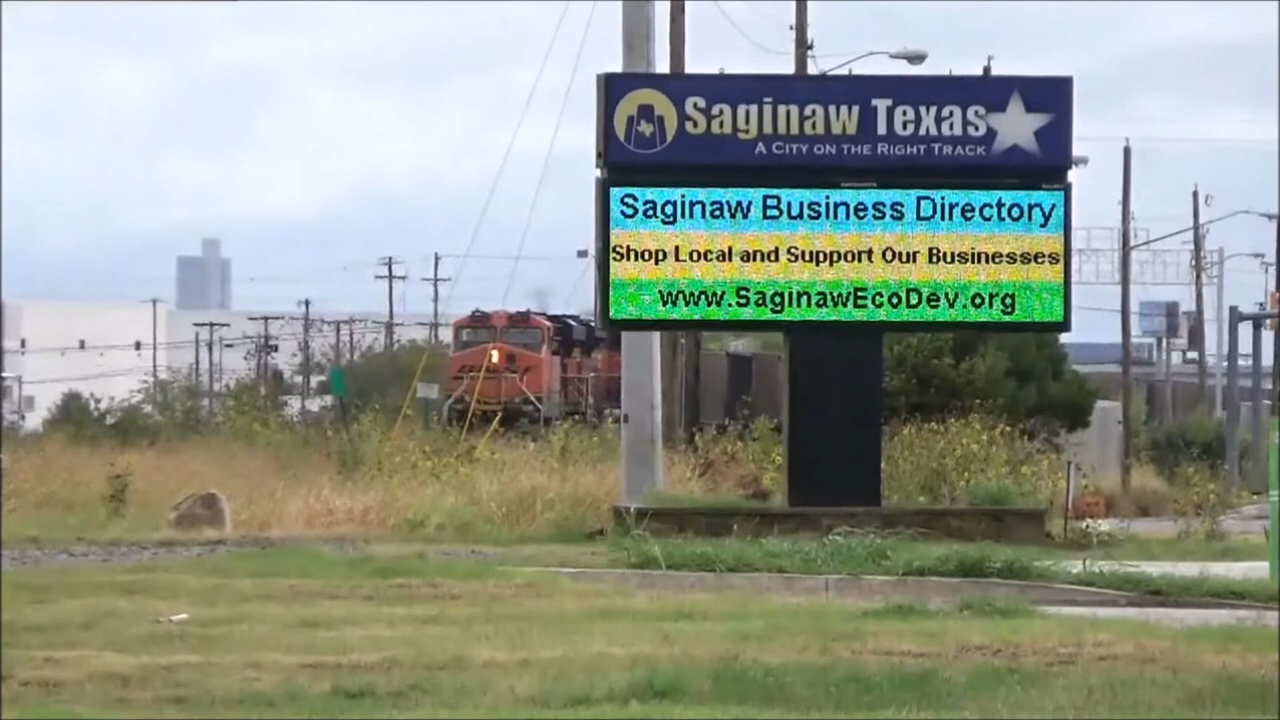 Saginaw Texas
A City on the Right Track
Saginaw Business Directory
Shop Local and Support Our Businesses
www.SaginawEcoDev.org